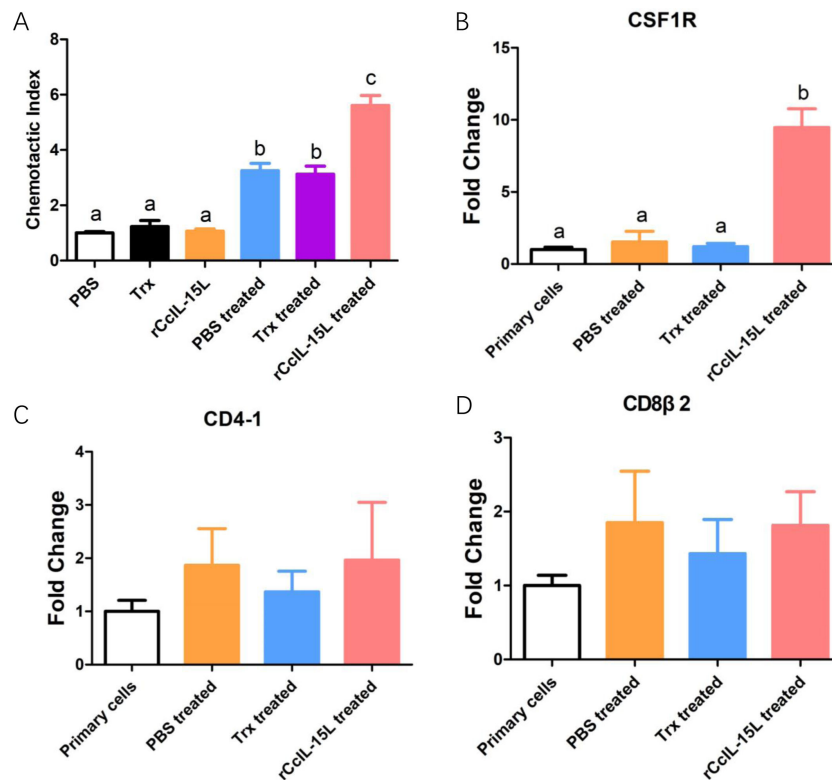 A
Chemotactic Index
8
6
4
2
0
a
a
a
b
b
c
PBS
Trx
rCcIL-15L
PBS treated
Trx treated
rCcIL-15L treated
B
CSF1R
Fold Change
15
10
5
0
a
a
a
b
Primary cells
PBS treated
Trx treated
rCcIL-15L treated
C
CD4-1
Fold Change
4
3
2
1
0
Primary cells
PBS treated
Trx treated
rCcIL-15L treated
D
CD8β 2
Fold Change
3
2
1
0
Primary cells
PBS treated
Trx treated
rCcIL-15L treated